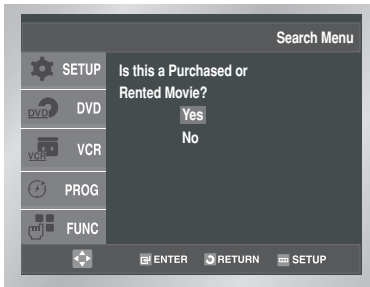 Search Menu
SETUP
Is this a Purchased or
Rented Movie?
DVD
DVD
Yes
No
VCR
VCR
PROG
FUNC
ENTER RETURN SETUP